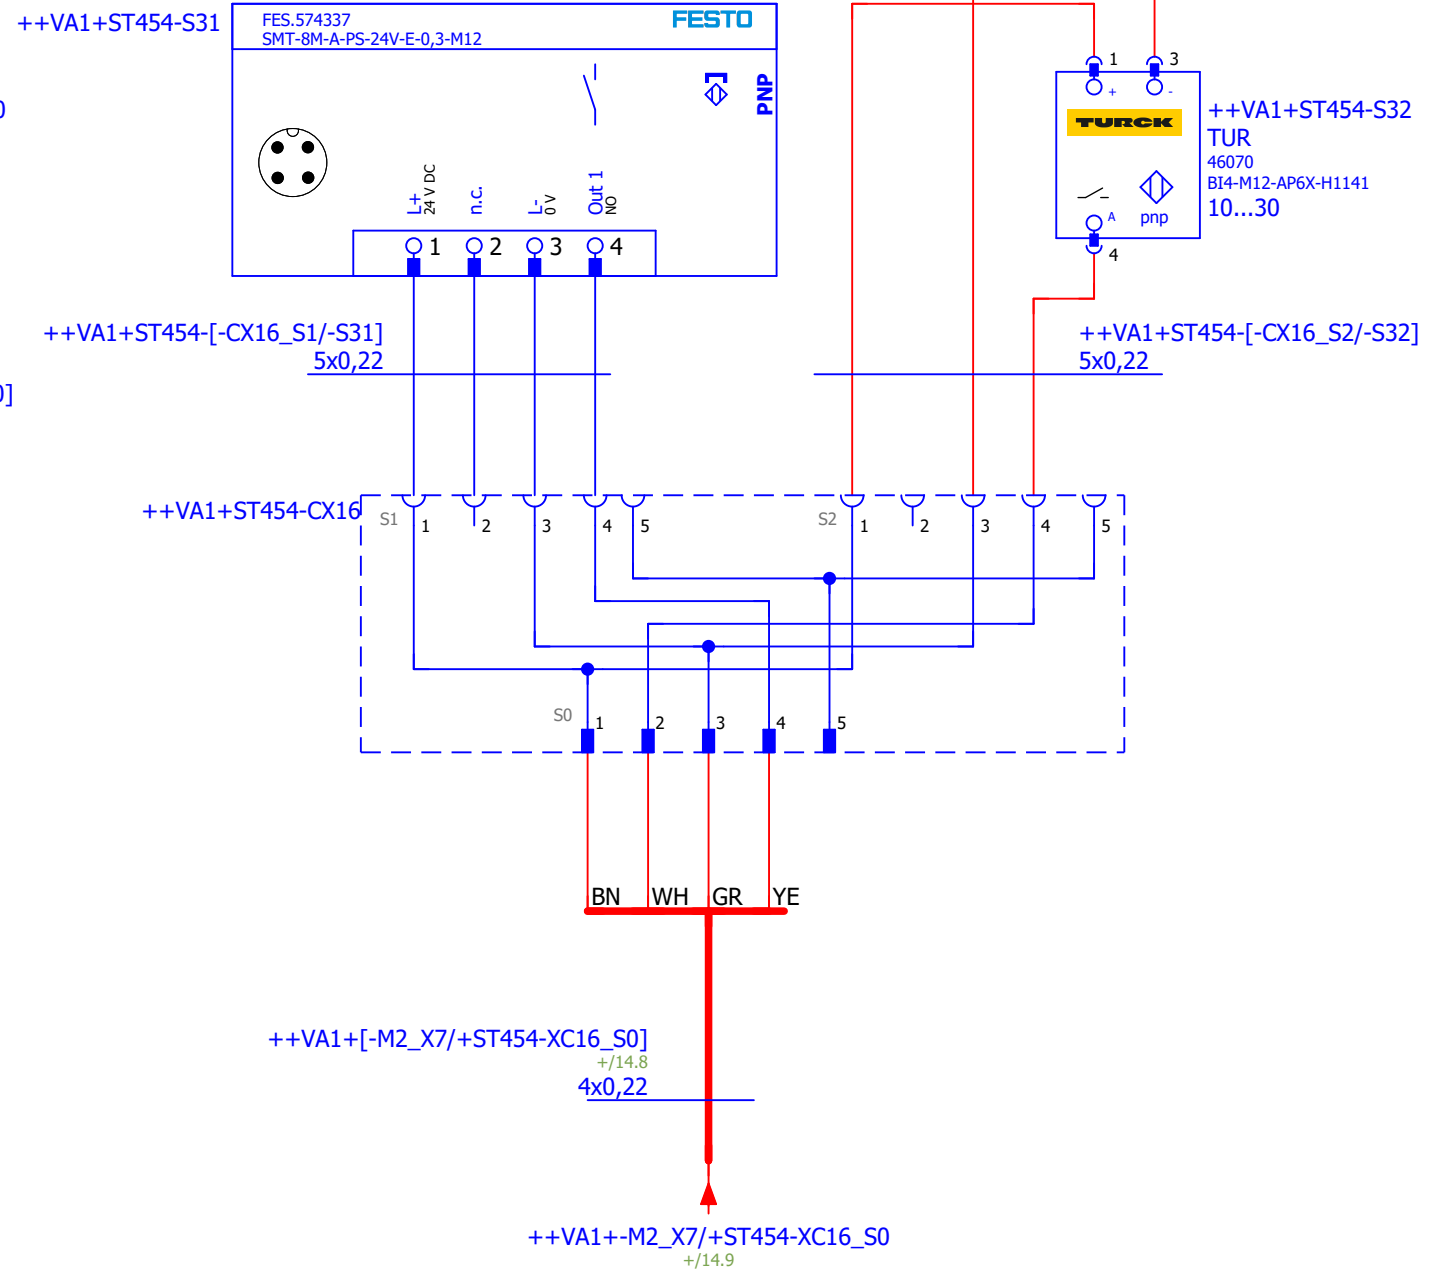 ++VA1+ST454-S31
FES.574337
SMT-8M-A-PS-24V-E-0,3-M12
FESTO
PNP
L+
24 V DC
n.c.
L-
0 V
Out 1
NO
1
2
3
4
1
3
+
-
TURCK
A
pnp
4
++VA1+ST454-S32
TUR
46070
BI4-M12-AP6X-H1141
10...30
0
++VA1+ST454-[-CX16_S1/-S31]
5x0,22
++VA1+ST454-[-CX16_S2/-S32]
5x0,22
0]
++VA1+ST454-CX16
S1
1
2
3
4
5
S2
1
2
3
4
5
S0
1
2
3
4
5
BN
WH
GR
YE
++VA1+[-M2_X7/+ST454-XC16_S0]
+/14.8
4x0,22
++VA1+-M2_X7/+ST454-XC16_S0
+/14.9